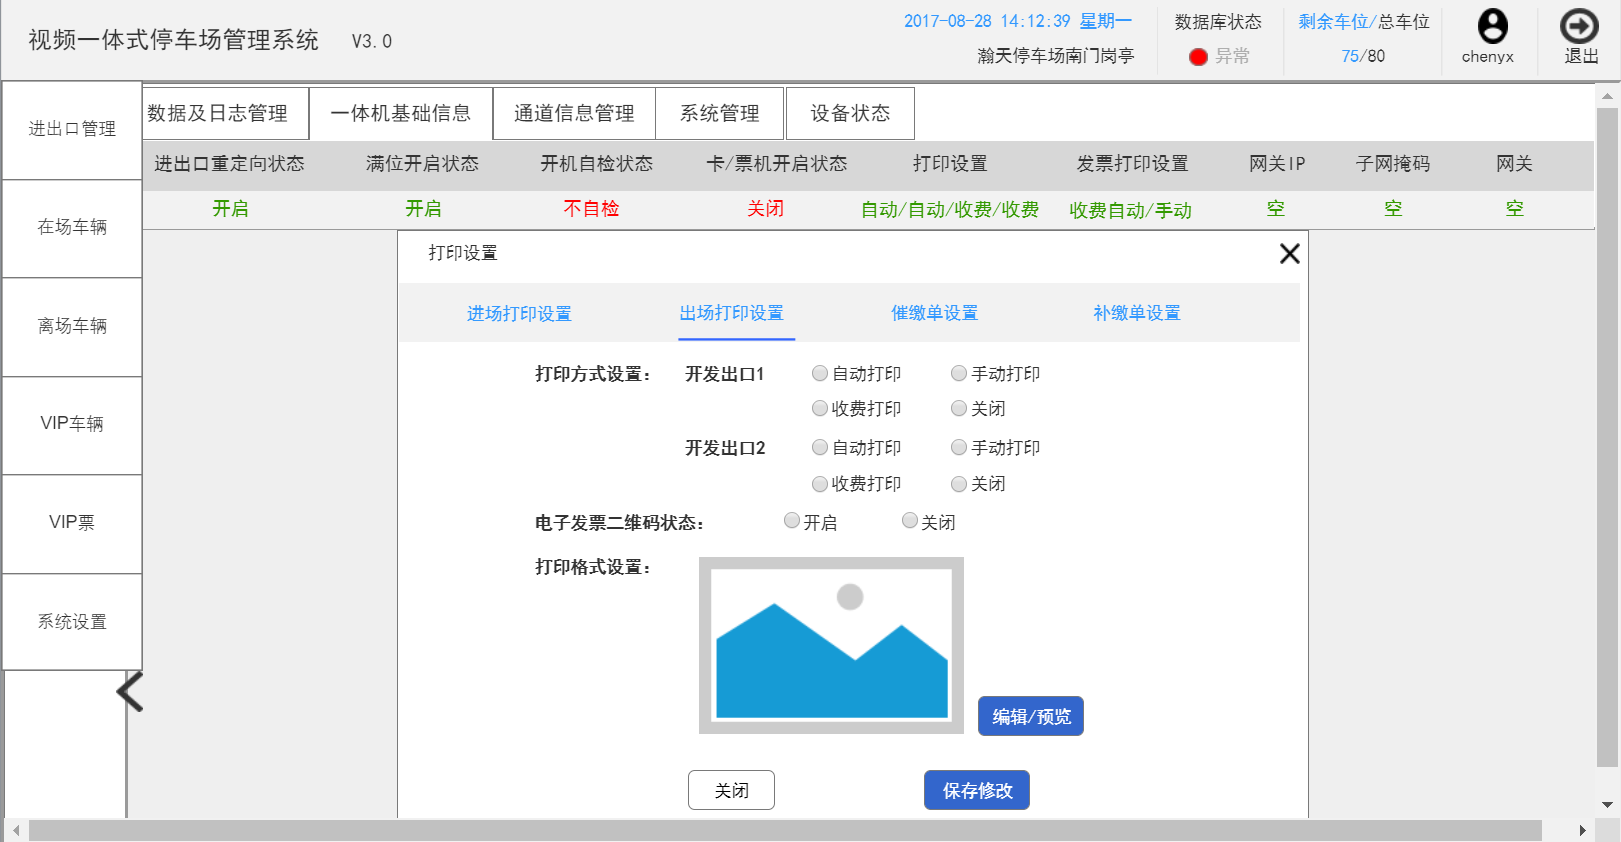 视频一体式停车场管理系统 V3.0
2017-08-28 14:12:39 星期一
瀚天停车场南门岗亭
数据库状态
异常
剩余车位/总车位
75/80
chenyx
退出
进出口管理
在场车辆
离场车辆
VIP车辆
VIP票
系统设置
数据及日志管理 一体机基础信息 通道信息管理 系统管理 设备状态
进出口重定向状态 满位开启状态 开机自检状态 卡/票机开启状态 打印设置 发票打印设置 网关IP 子网掩码 网关
开启 开启 不自检 关闭 自动/自动/收费/收费 收费自动/手动 空 空 空
打印设置
进场打印设置 出场打印设置 催缴单设置 补缴单设置
打印方式设置： 开发出口1 自动打印 手动打印
收费打印 关闭
开发出口2 自动打印 手动打印
收费打印 关闭
电子发票二维码状态： 开启 关闭
打印格式设置：
编辑/预览
关闭 保存修改